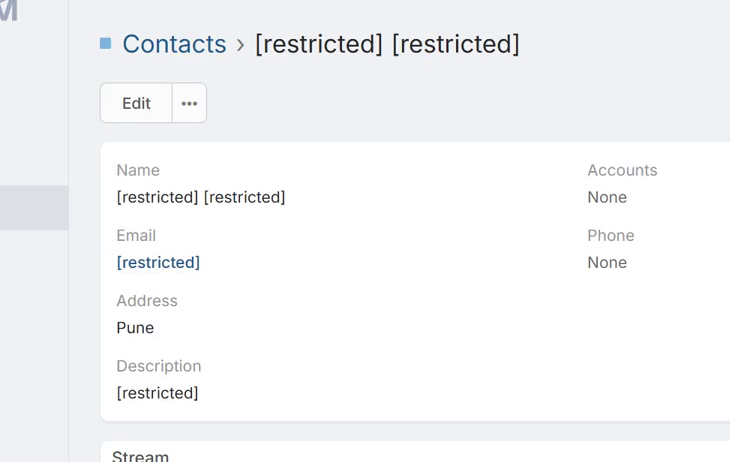 M
Contacts › [restricted] [restricted]
Edit •••
Name
[restricted] [restricted]
Accounts
None
Email
[restricted]
Phone
None
Address
Pune
Description
[restricted]
Stream